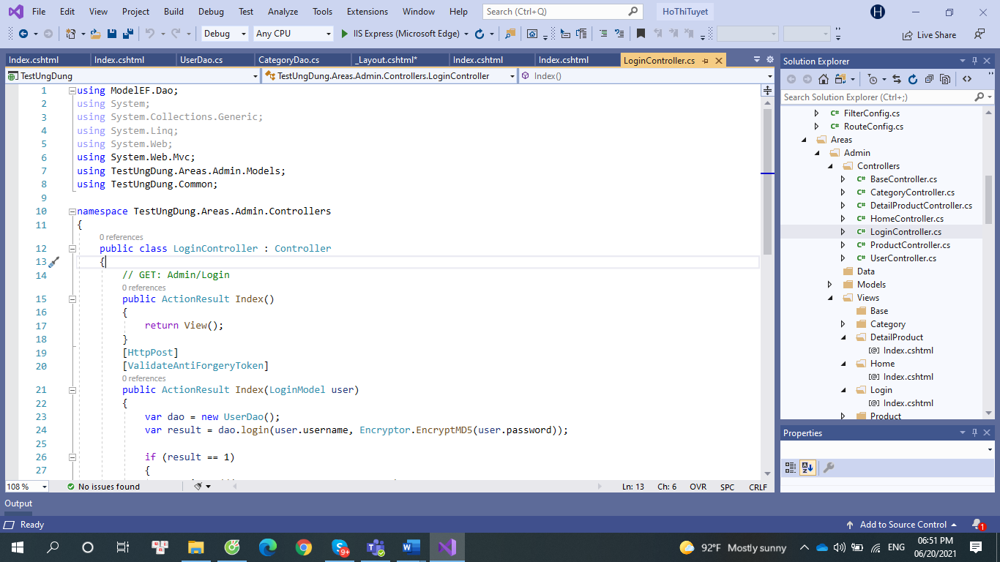 File Edit View Project Build Debug Test Analyze Tools Extensions Window Help Search (Ctrl+Q) HoThiTuyet H
Debug Any CPU IIS Express (Microsoft Edge) Live Share
Index.cshtml Index.cshtml UserDao.cs CategoryDao.cs _Layout.cshtml* Index.cshtml Index.cshtml LoginController.cs
TestUngDung TestUngDung.Areas.Admin.Controllers.LoginController Index()
1 using ModelEF.Dao;
2 using System;
3 using System.Collections.Generic;
4 using System.Linq;
5 using System.Web;
6 using System.Web.Mvc;
7 using TestUngDung.Areas.Admin.Models;
8 using TestUngDung.Common;
9
10 namespace TestUngDung.Areas.Admin.Controllers
11 {
0 references
12 public class LoginController : Controller
13 {
14 // GET: Admin/Login
0 references
15 public ActionResult Index()
16 {
17 return View();
18 }
19 [HttpPost]
20 [ValidateAntiForgeryToken]
0 references
21 public ActionResult Index(LoginModel user)
22 {
23 var dao = new UserDao();
24 var result = dao.login(user.username, Encryptor.EncryptMD5(user.password));
25
26 if (result == 1)
27 {
108 % No issues found Ln: 13 Ch: 6 OVR SPC CRLF
Solution Explorer
Search Solution Explorer (Ctrl+;)
C# FilterConfig.cs
C# RouteConfig.cs
Areas
Admin
Controllers
C# BaseController.cs
C# CategoryController.cs
C# DetailProductController.cs
C# HomeController.cs
C# LoginController.cs
C# ProductController.cs
C# UserController.cs
Data
Models
Views
Base
Category
DetailProduct
[@] Index.cshtml
Home
[@] Index.cshtml
Login
[@] Index.cshtml
Product
Properties
Output
Ready Add to Source Control 1
9+ 92°F Mostly sunny ENG 06:51 PM
06/20/2021